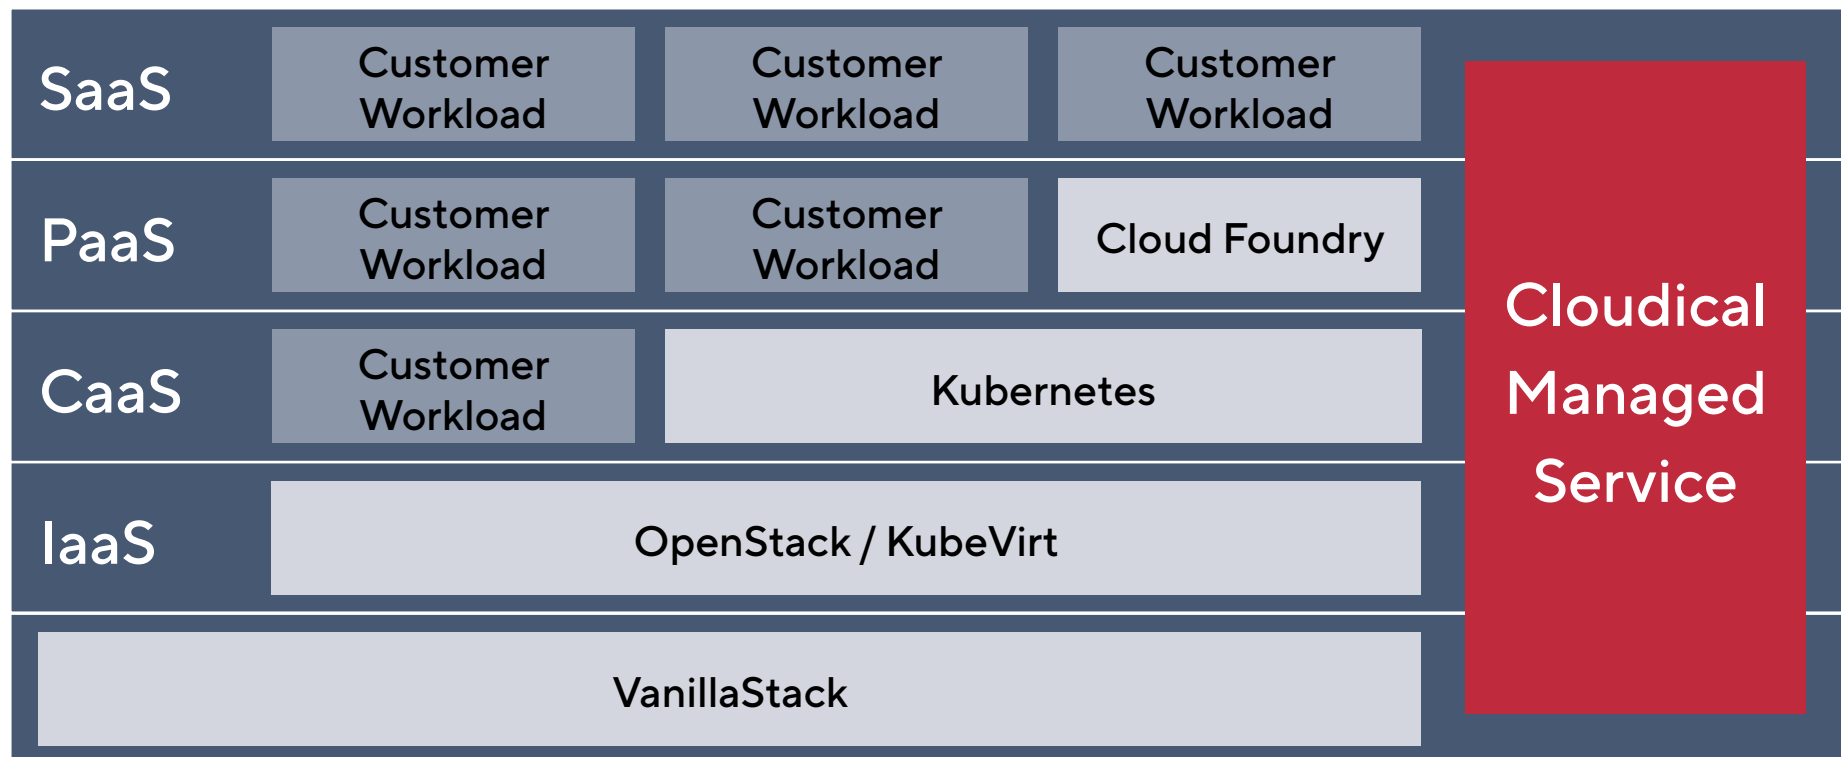 SaaS
Customer
Workload
Customer
Workload
Customer
Workload
PaaS
Customer
Workload
Customer
Workload
Cloud Foundry
CaaS
Customer
Workload
Kubernetes
IaaS
OpenStack / KubeVirt
VanillaStack
Cloudical
Managed
Service